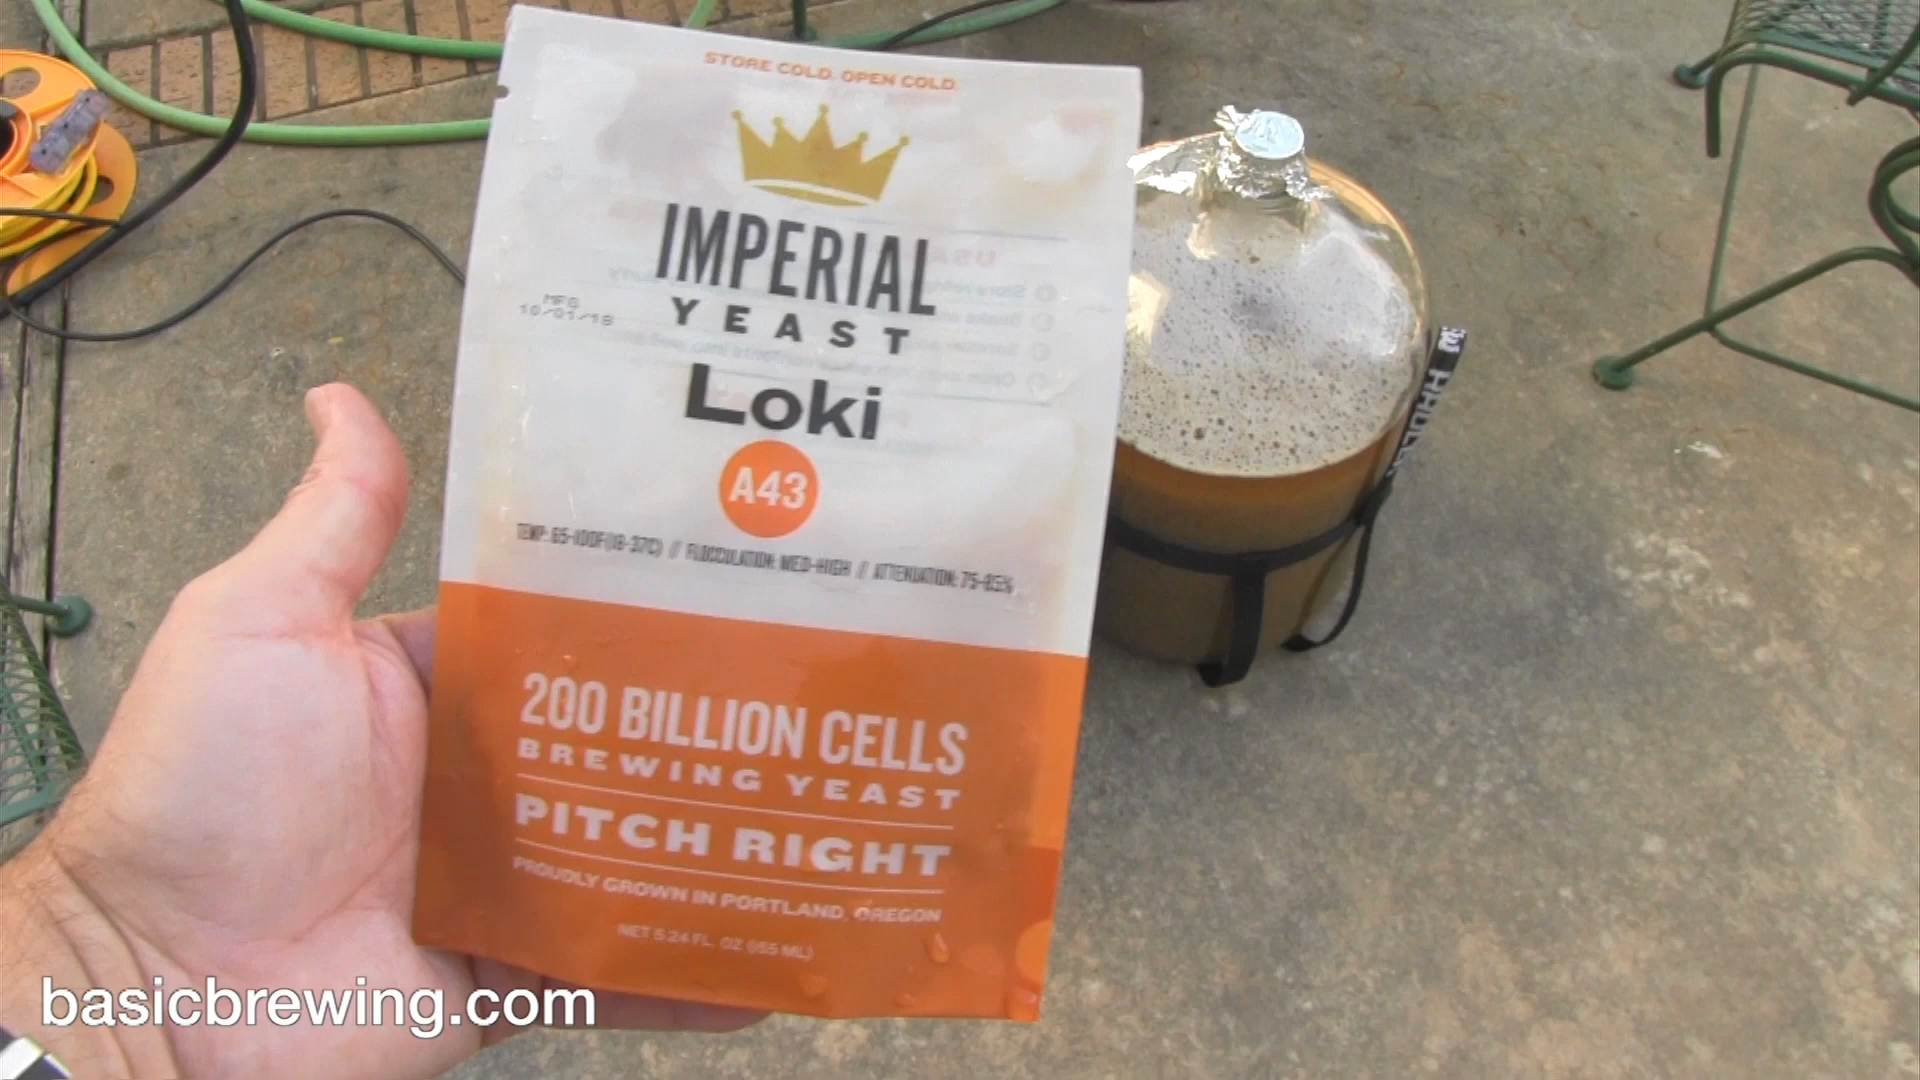 STORE COLD. OPEN COLD.
IMPERIAL
YEAST
MFG
10/01/18
Loki
A43
TEMP: 65-100F(18-37C) // FLOCCULATION: MED-HIGH // ATTENUATION: 75-85%
200 BILLION CELLS
BREWING YEAST
PITCH RIGHT
PROUDLY GROWN IN PORTLAND, OREGON
NET 5.24 FL. OZ (155 ML)
basicbrewing.com